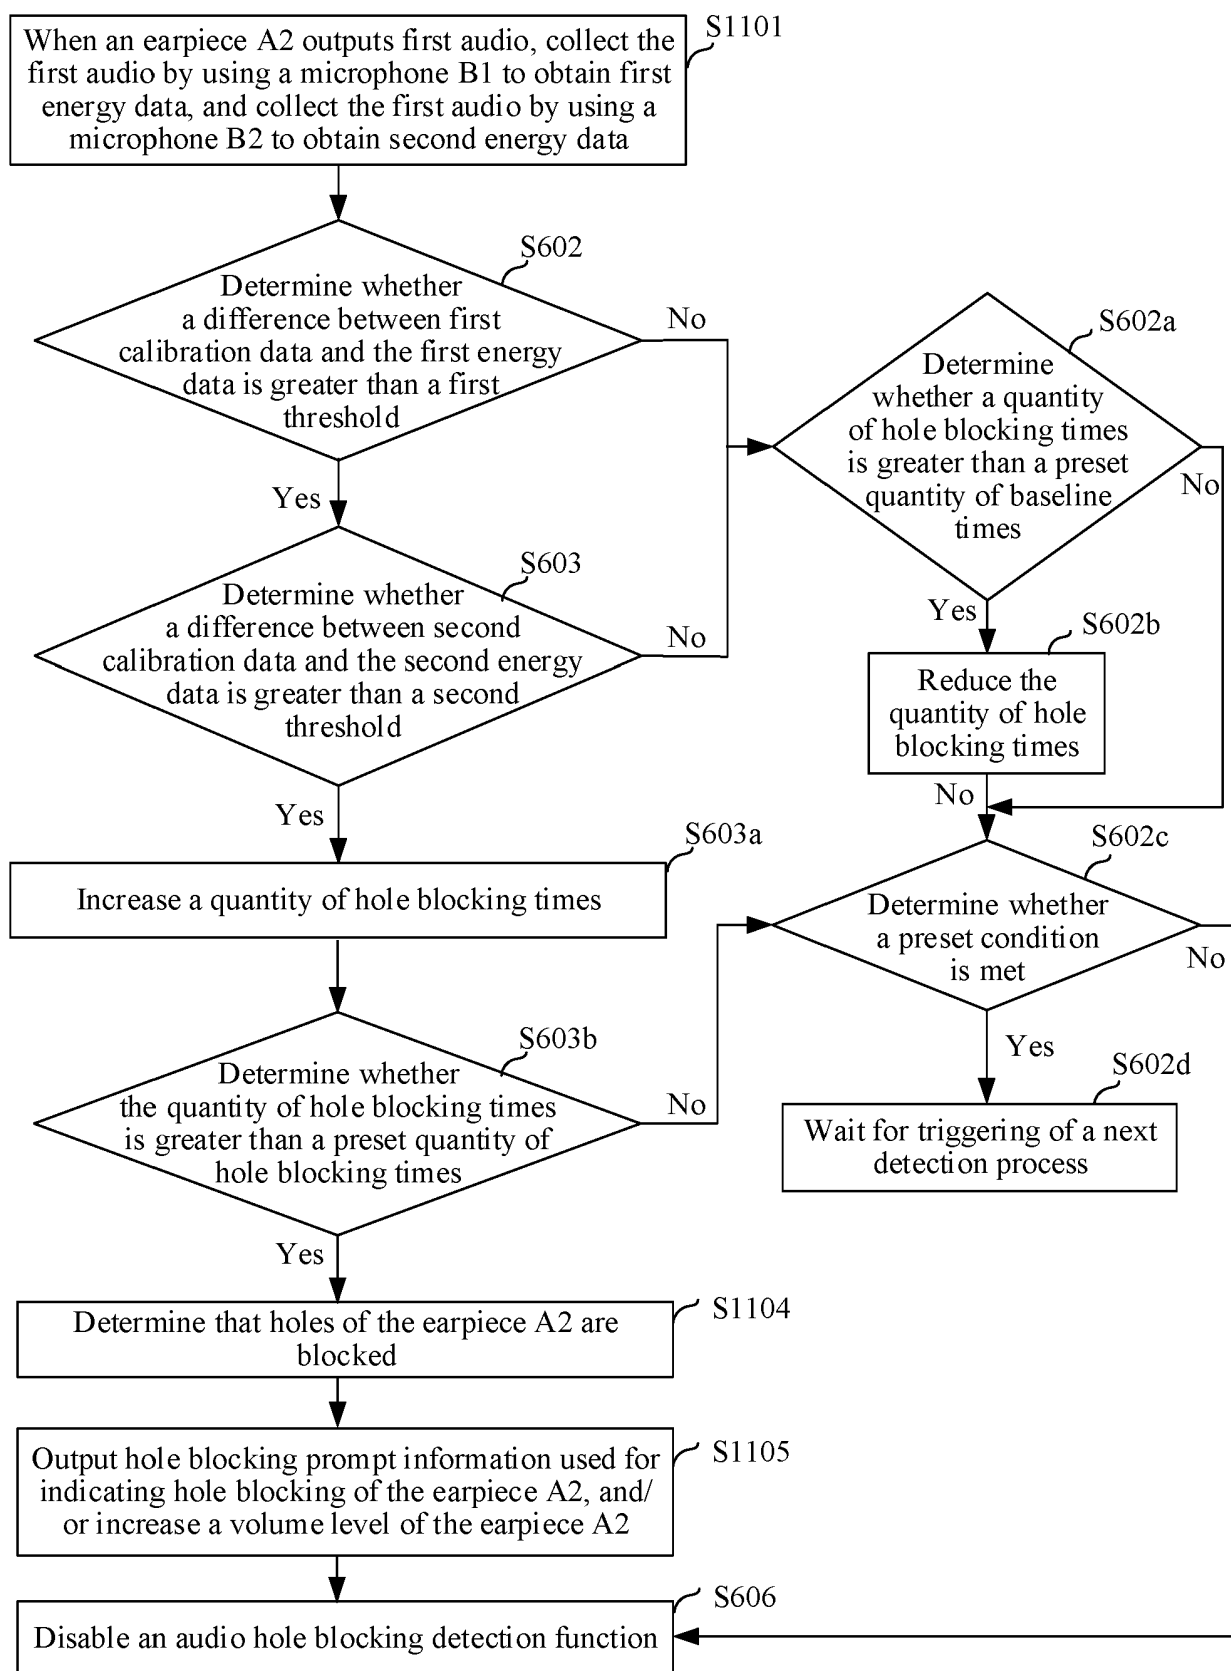 S1101
When an earpiece A2 outputs first audio, collect the
first audio by using a microphone B1 to obtain first
energy data, and collect the first audio by using a
microphone B2 to obtain second energy data
S602
Determine whether
a difference between first
calibration data and the first energy
data is greater than a first
threshold
No
Yes
S602a
Determine
whether a quantity
of hole blocking times
is greater than a preset
quantity of baseline
times
No
Yes
S603
Determine whether
a difference between second
calibration data and the second energy
data is greater than a second
threshold
No
Yes
S602b
Reduce the
quantity of hole
blocking times
No
S603a
Increase a quantity of hole blocking times
S602c
Determine whether
a preset condition
is met
No
Yes
S603b
Determine whether
the quantity of hole blocking times
is greater than a preset quantity of
hole blocking times
No
Yes
S602d
Wait for triggering of a next
detection process
S1104
Determine that holes of the earpiece A2 are
blocked
S1105
Output hole blocking prompt information used for
indicating hole blocking of the earpiece A2, and/
or increase a volume level of the earpiece A2
S606
Disable an audio hole blocking detection function